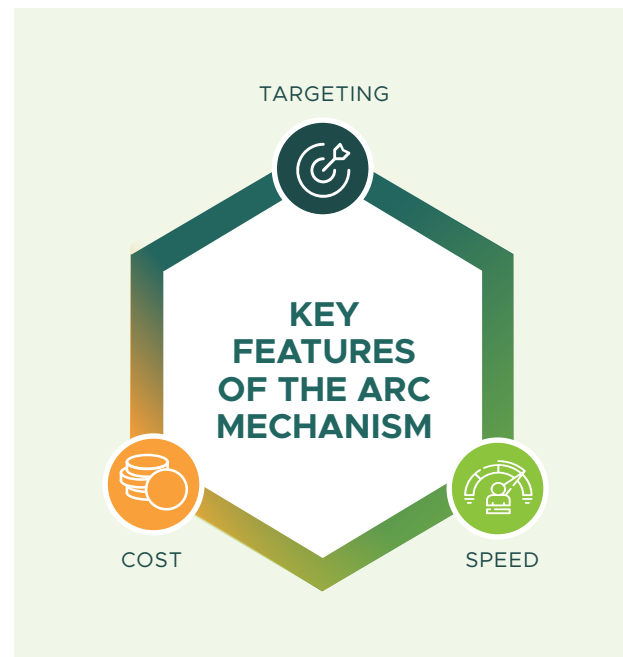 TARGETING
KEY
FEATURES
OF THE ARC
MECHANISM
COST
SPEED